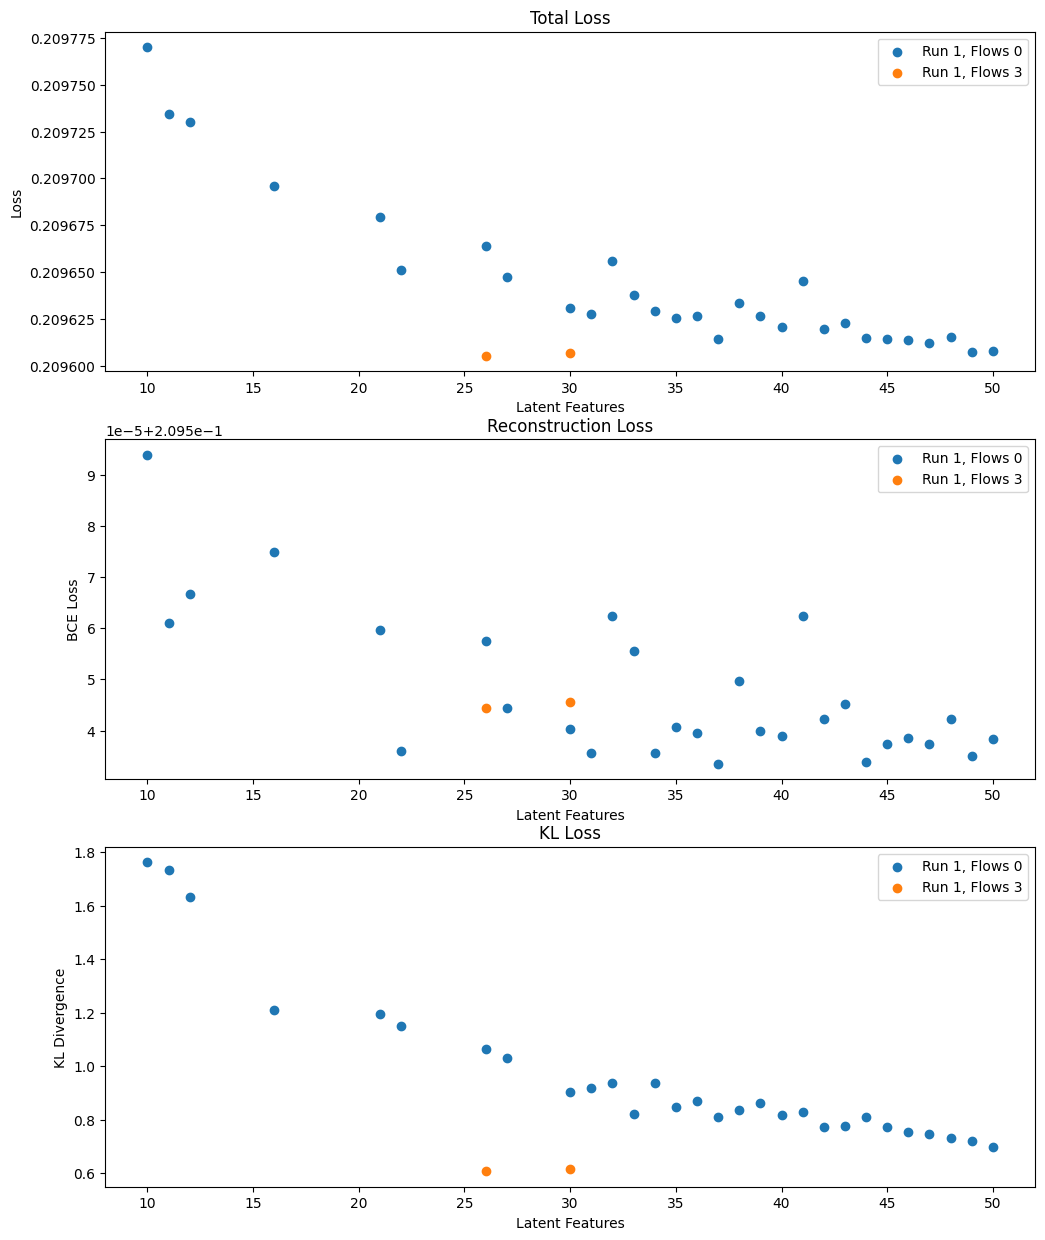 Total Loss
0.209775
0.209750
0.209725
0.209700
0.209675
0.209650
0.209625
0.209600
Loss
Run 1, Flows 0
Run 1, Flows 3
10 15 20 25 30 35 40 45 50
Latent Features
Reconstruction Loss
1e-5+2.095e-1
9
8
7
6
5
4
BCE Loss
Run 1, Flows 0
Run 1, Flows 3
10 15 20 25 30 35 40 45 50
Latent Features
KL Loss
1.8
1.6
1.4
1.2
1.0
0.8
0.6
KL Divergence
Run 1, Flows 0
Run 1, Flows 3
10 15 20 25 30 35 40 45 50
Latent Features